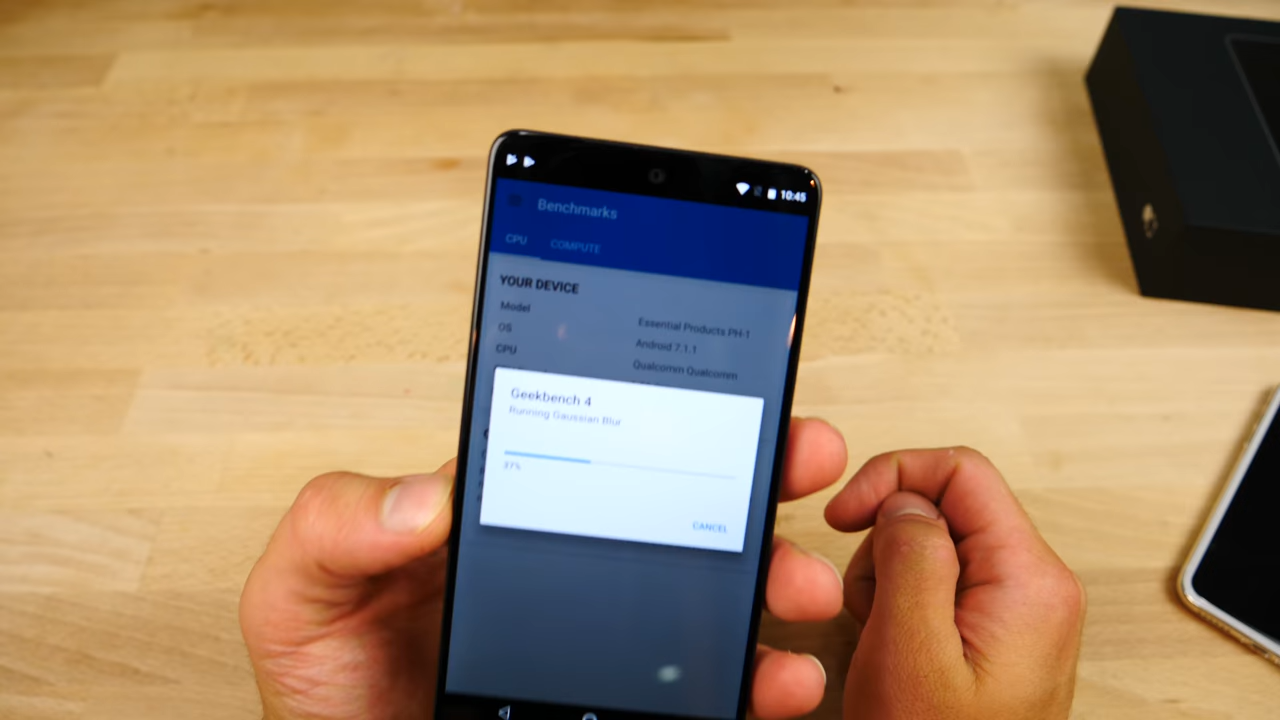 10:45
Benchmarks
CPU COMPUTE
YOUR DEVICE
Model Essential Products PH-1
OS Android 7.1.1
CPU Qualcomm Qualcomm
Geekbench 4
Running Gaussian Blur
37%
CANCEL